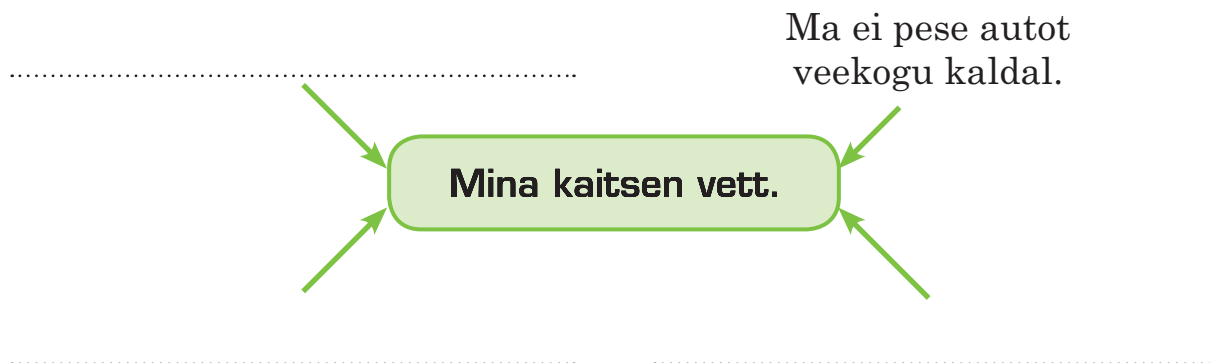 Ma ei pese autot
veekogu kaldal.
Mina kaitsen vett.